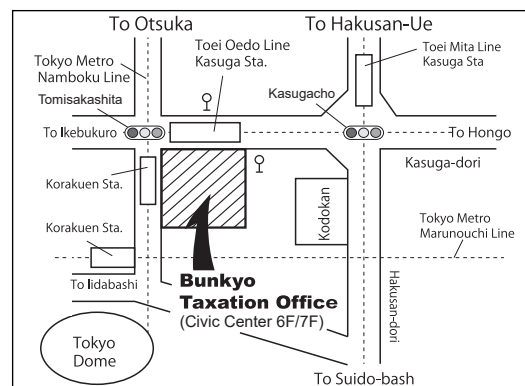 To Otsuka
To Hakusan-Ue
Tokyo Metro
Namboku Line
Toei Oedo Line
Kasuga Sta.
Toei Mita Line
Kasuga Sta
Tomisakashita
Kasugacho
To Ikebukuro
To Hongo
Kasuga-dori
Korakuen Sta.
Kodokan
Korakuen Sta.
Tokyo Metro
Marunouchi Line
To Iidabashi
Bunkyo
Taxation Office
(Civic Center 6F/7F)
Hakusan-dori
Tokyo
Dome
To Suido-bash